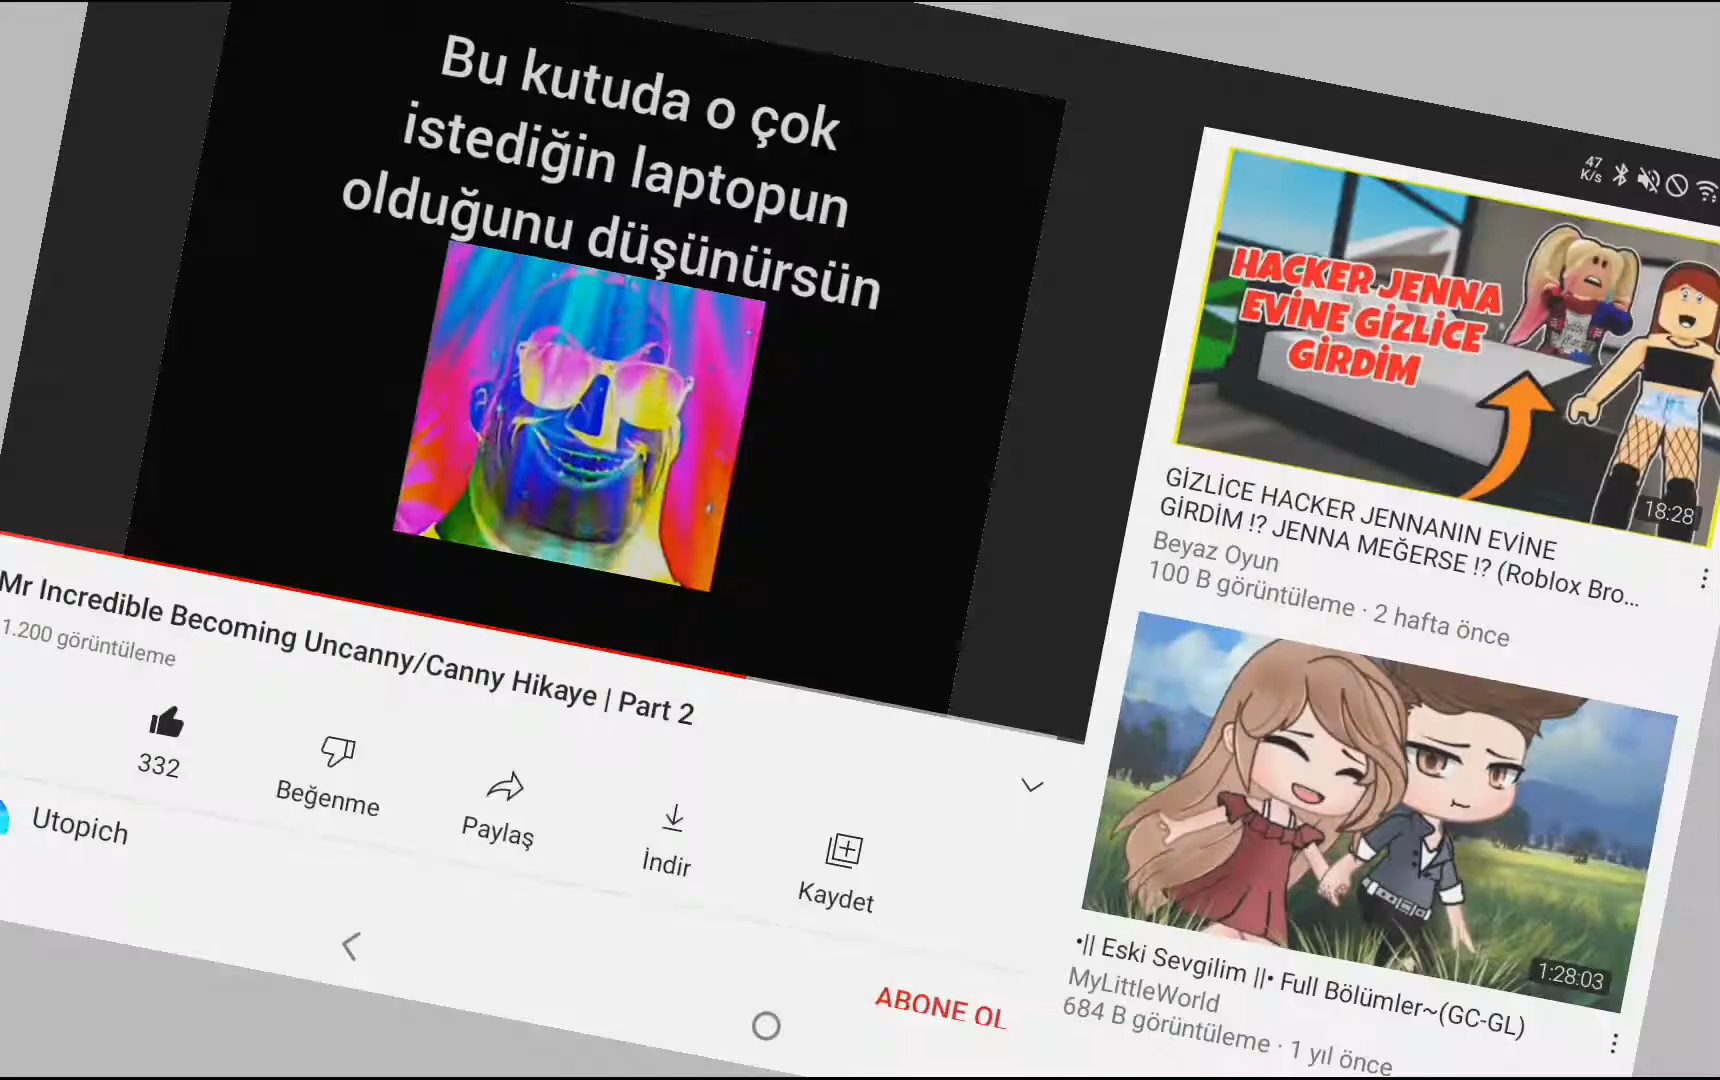 Bu kutuda o çok
istediğin laptopun
olduğunu düşünürsün
Mr Incredible Becoming Uncanny/Canny Hikaye | Part 2
1.200 görüntüleme
332
Beğenme
Paylaş
İndir
Kaydet
Utopich
ABONE OL
47
K/s
HACKER JENNA
EVİNE GİZLİCE
GİRDİM
18:28
GİZLİCE HACKER JENNANIN EVİNE
GİRDİM !? JENNA MEĞERSE !? (Roblox Bro...
Beyaz Oyun
100 B görüntüleme · 2 hafta önce
1:28:03
•|| Eski Sevgilim ||• Full Bölümler~(GC-GL)
MyLittleWorld
684 B görüntüleme · 1 yıl önce